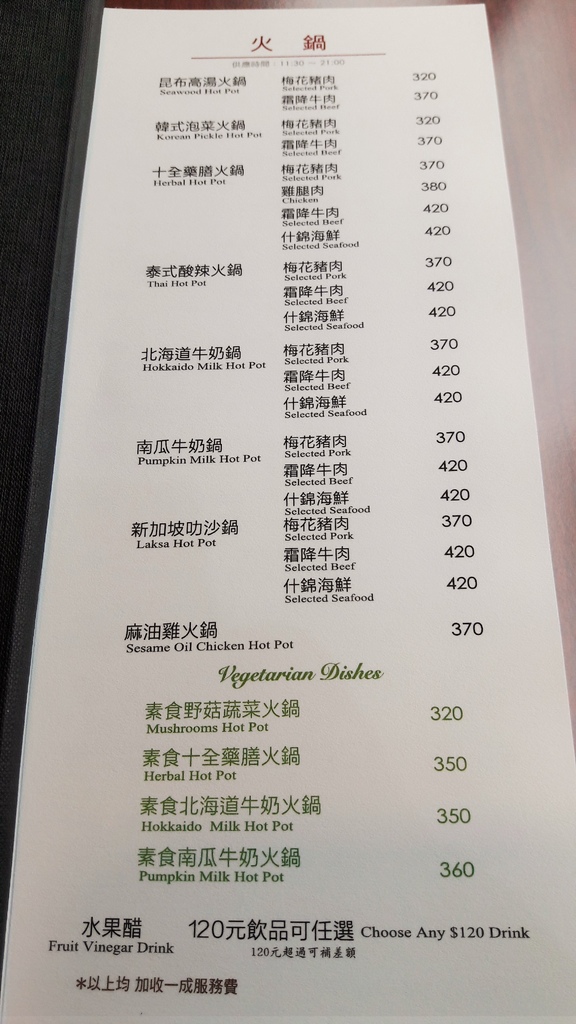 火 鍋
供應時間：11:30 — 21:00
昆布高湯火鍋 梅花豬肉 320
Seawood Hot Pot Selected Pork
霜降牛肉 370
Selected Beef
韓式泡菜火鍋 梅花豬肉 320
Korean Pickle Hot Pot Selected Pork
霜降牛肉 370
Selected Beef
十全藥膳火鍋 梅花豬肉 370
Herbal Hot Pot Selected Pork
雞腿肉 380
Chicken
霜降牛肉 420
Selected Beef
什錦海鮮 420
Selected Seafood
泰式酸辣火鍋 梅花豬肉 370
Thai Hot Pot Selected Pork
霜降牛肉 420
Selected Beef
什錦海鮮 420
Selected Seafood
北海道牛奶鍋 梅花豬肉 370
Hokkaido Milk Hot Pot Selected Pork
霜降牛肉 420
Selected Beef
什錦海鮮 420
Selected Seafood
南瓜牛奶鍋 梅花豬肉 370
Pumpkin Milk Hot Pot Selected Pork
霜降牛肉 420
Selected Beef
什錦海鮮 420
Selected Seafood
新加坡叻沙鍋 梅花豬肉 370
Laksa Hot Pot Selected Pork
霜降牛肉 420
Selected Beef
什錦海鮮 420
Selected Seafood
麻油雞火鍋 370
Sesame Oil Chicken Hot Pot
Vegetarian Dishes
素食野菇蔬菜火鍋 320
Mushrooms Hot Pot
素食十全藥膳火鍋 350
Herbal Hot Pot
素食北海道牛奶火鍋 350
Hokkaido Milk Hot Pot
素食南瓜牛奶火鍋 360
Pumpkin Milk Hot Pot
水果醋 120元飲品可任選 Choose Any $120 Drink
Fruit Vinegar Drink 120元超過可補差額
*以上均 加收一成服務費